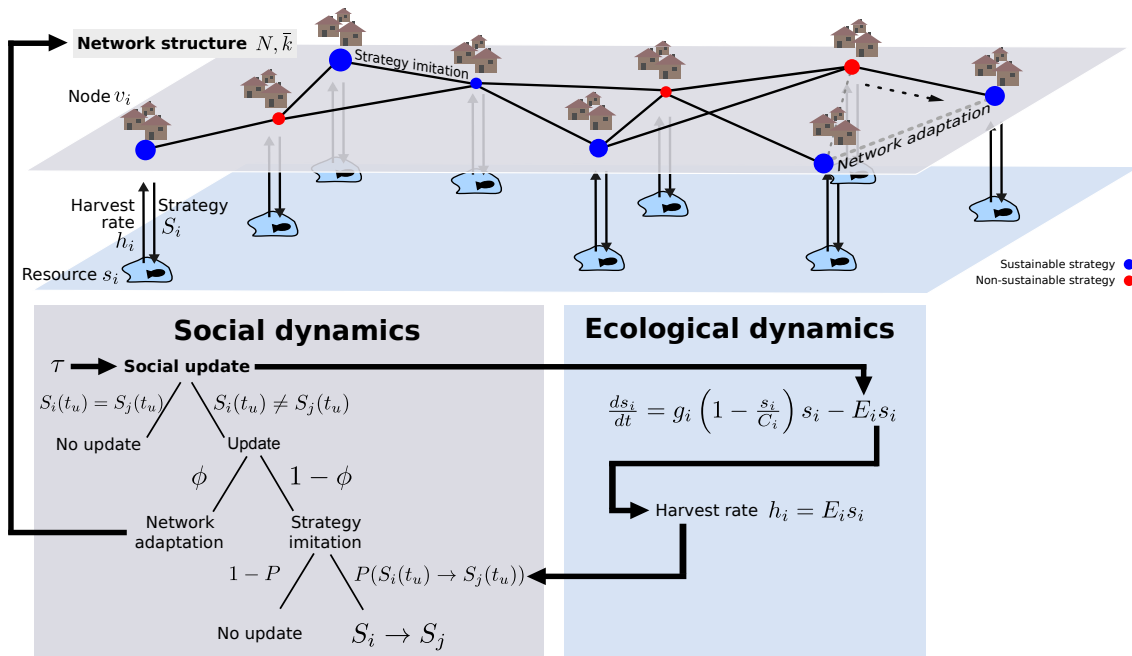 Network structure N, k̄
Strategy imitation
Node v_i
Network adaptation
Harvest
rate
h_i
Strategy
S_i
Resource s_i
Sustainable strategy
Non-sustainable strategy
Social dynamics
τ
Social update
S_i(t_u) = S_j(t_u)
S_i(t_u) ≠ S_j(t_u)
No update
Update
ϕ
1 − ϕ
Network
adaptation
Strategy
imitation
1 − P
P(S_i(t_u) → S_j(t_u))
No update
S_i → S_j
Ecological dynamics
ds_i/dt = g_i (1 − s_i/C_i) s_i − E_i s_i
Harvest rate h_i = E_i s_i